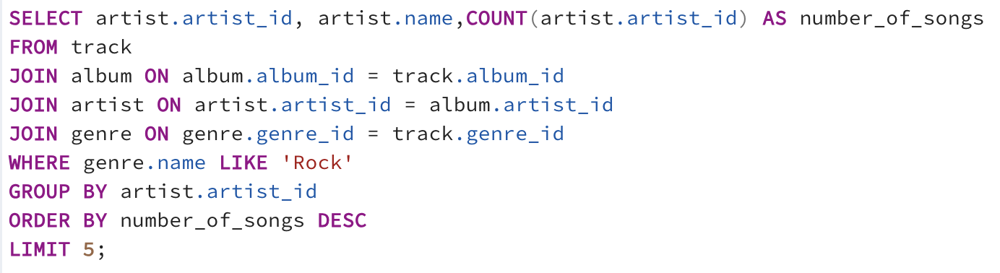 SELECT artist.artist_id, artist.name,COUNT(artist.artist_id) AS number_of_songs
FROM track
JOIN album ON album.album_id = track.album_id
JOIN artist ON artist.artist_id = album.artist_id
JOIN genre ON genre.genre_id = track.genre_id
WHERE genre.name LIKE 'Rock'
GROUP BY artist.artist_id
ORDER BY number_of_songs DESC
LIMIT 5;